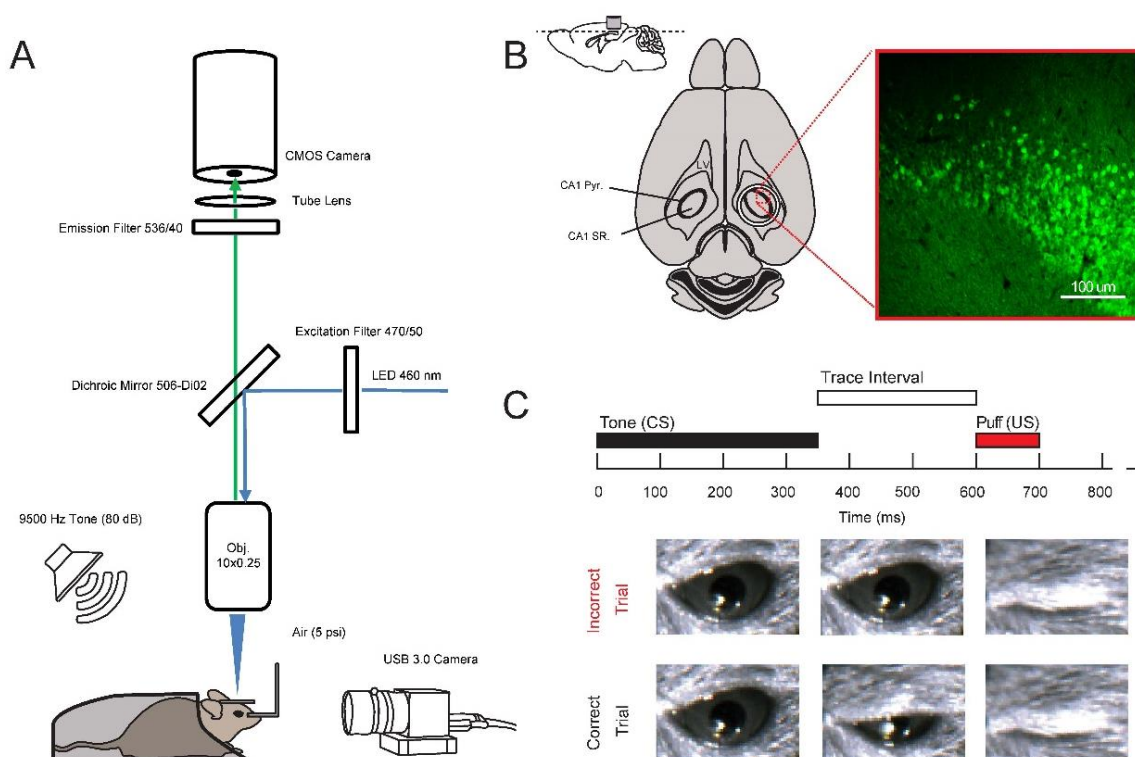 A
CMOS Camera
Tube Lens
Emission Filter 536/40
Excitation Filter 470/50
LED 460 nm
Dichroic Mirror 506-Di02
9500 Hz Tone (80 dB)
Obj.
10x0.25
Air (5 psi)
USB 3.0 Camera
B
LV
CA1 Pyr.
CA1 SR.
100 um
C
Trace Interval
Tone (CS)
Puff (US)
0 100 200 300 400 500 600 700 800
Time (ms)
Incorrect
Trial
Correct
Trial